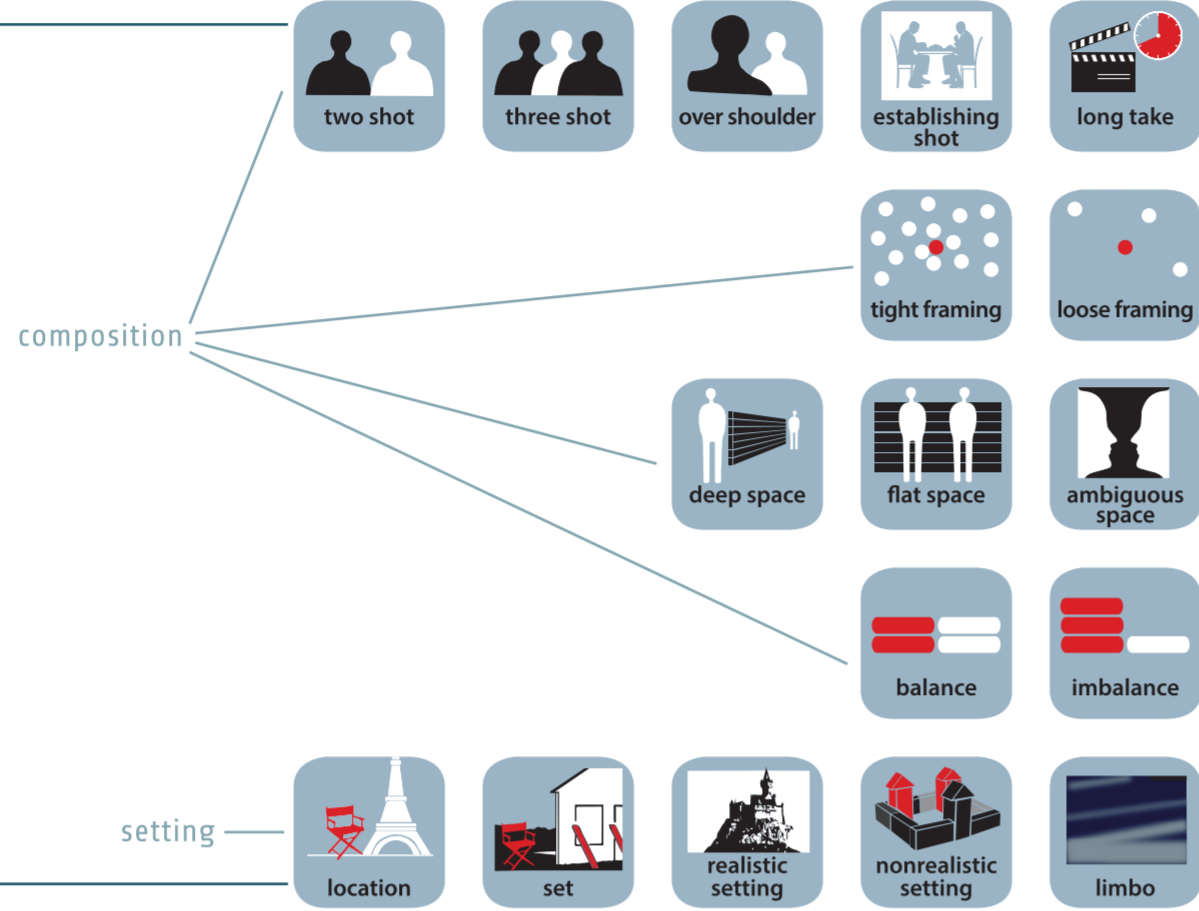 two shot
three shot
over shoulder
establishing
shot
long take
tight framing
loose framing
composition
deep space
flat space
ambiguous
space
balance
imbalance
setting
location
set
realistic
setting
nonrealistic
setting
limbo